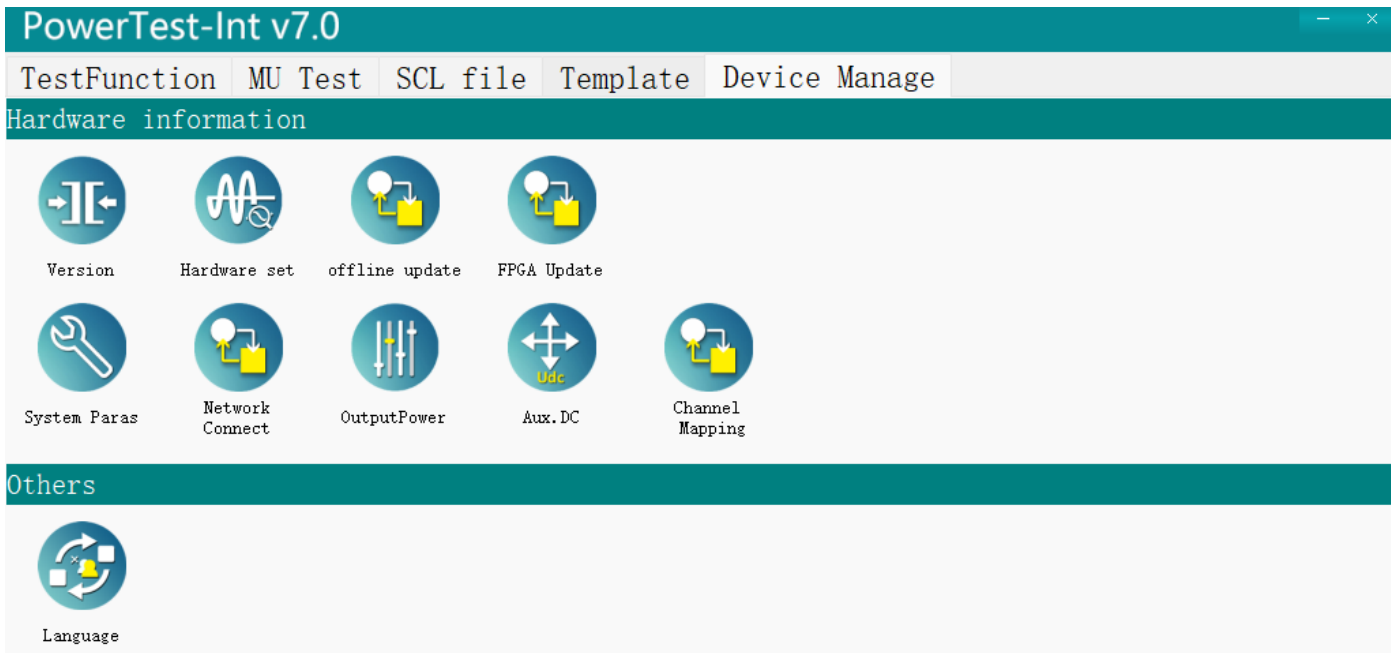 PowerTest-Int v7.0
TestFunction MU Test SCL file Template Device Manage
Hardware information
Version Hardware set offline update FPGA Update
System Paras Network Connect OutputPower Udc Aux.DC Channel Mapping
Others
Language